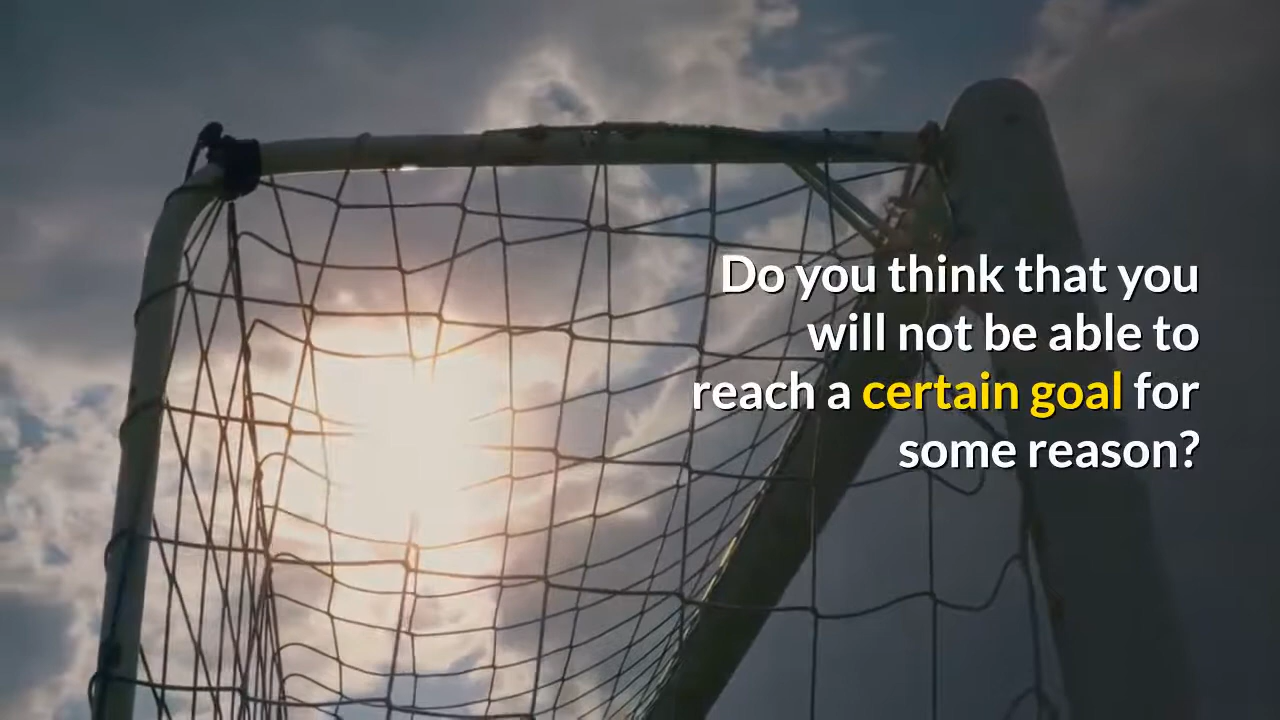 Do you think that you
will not be able to
reach a certain goal for
some reason?